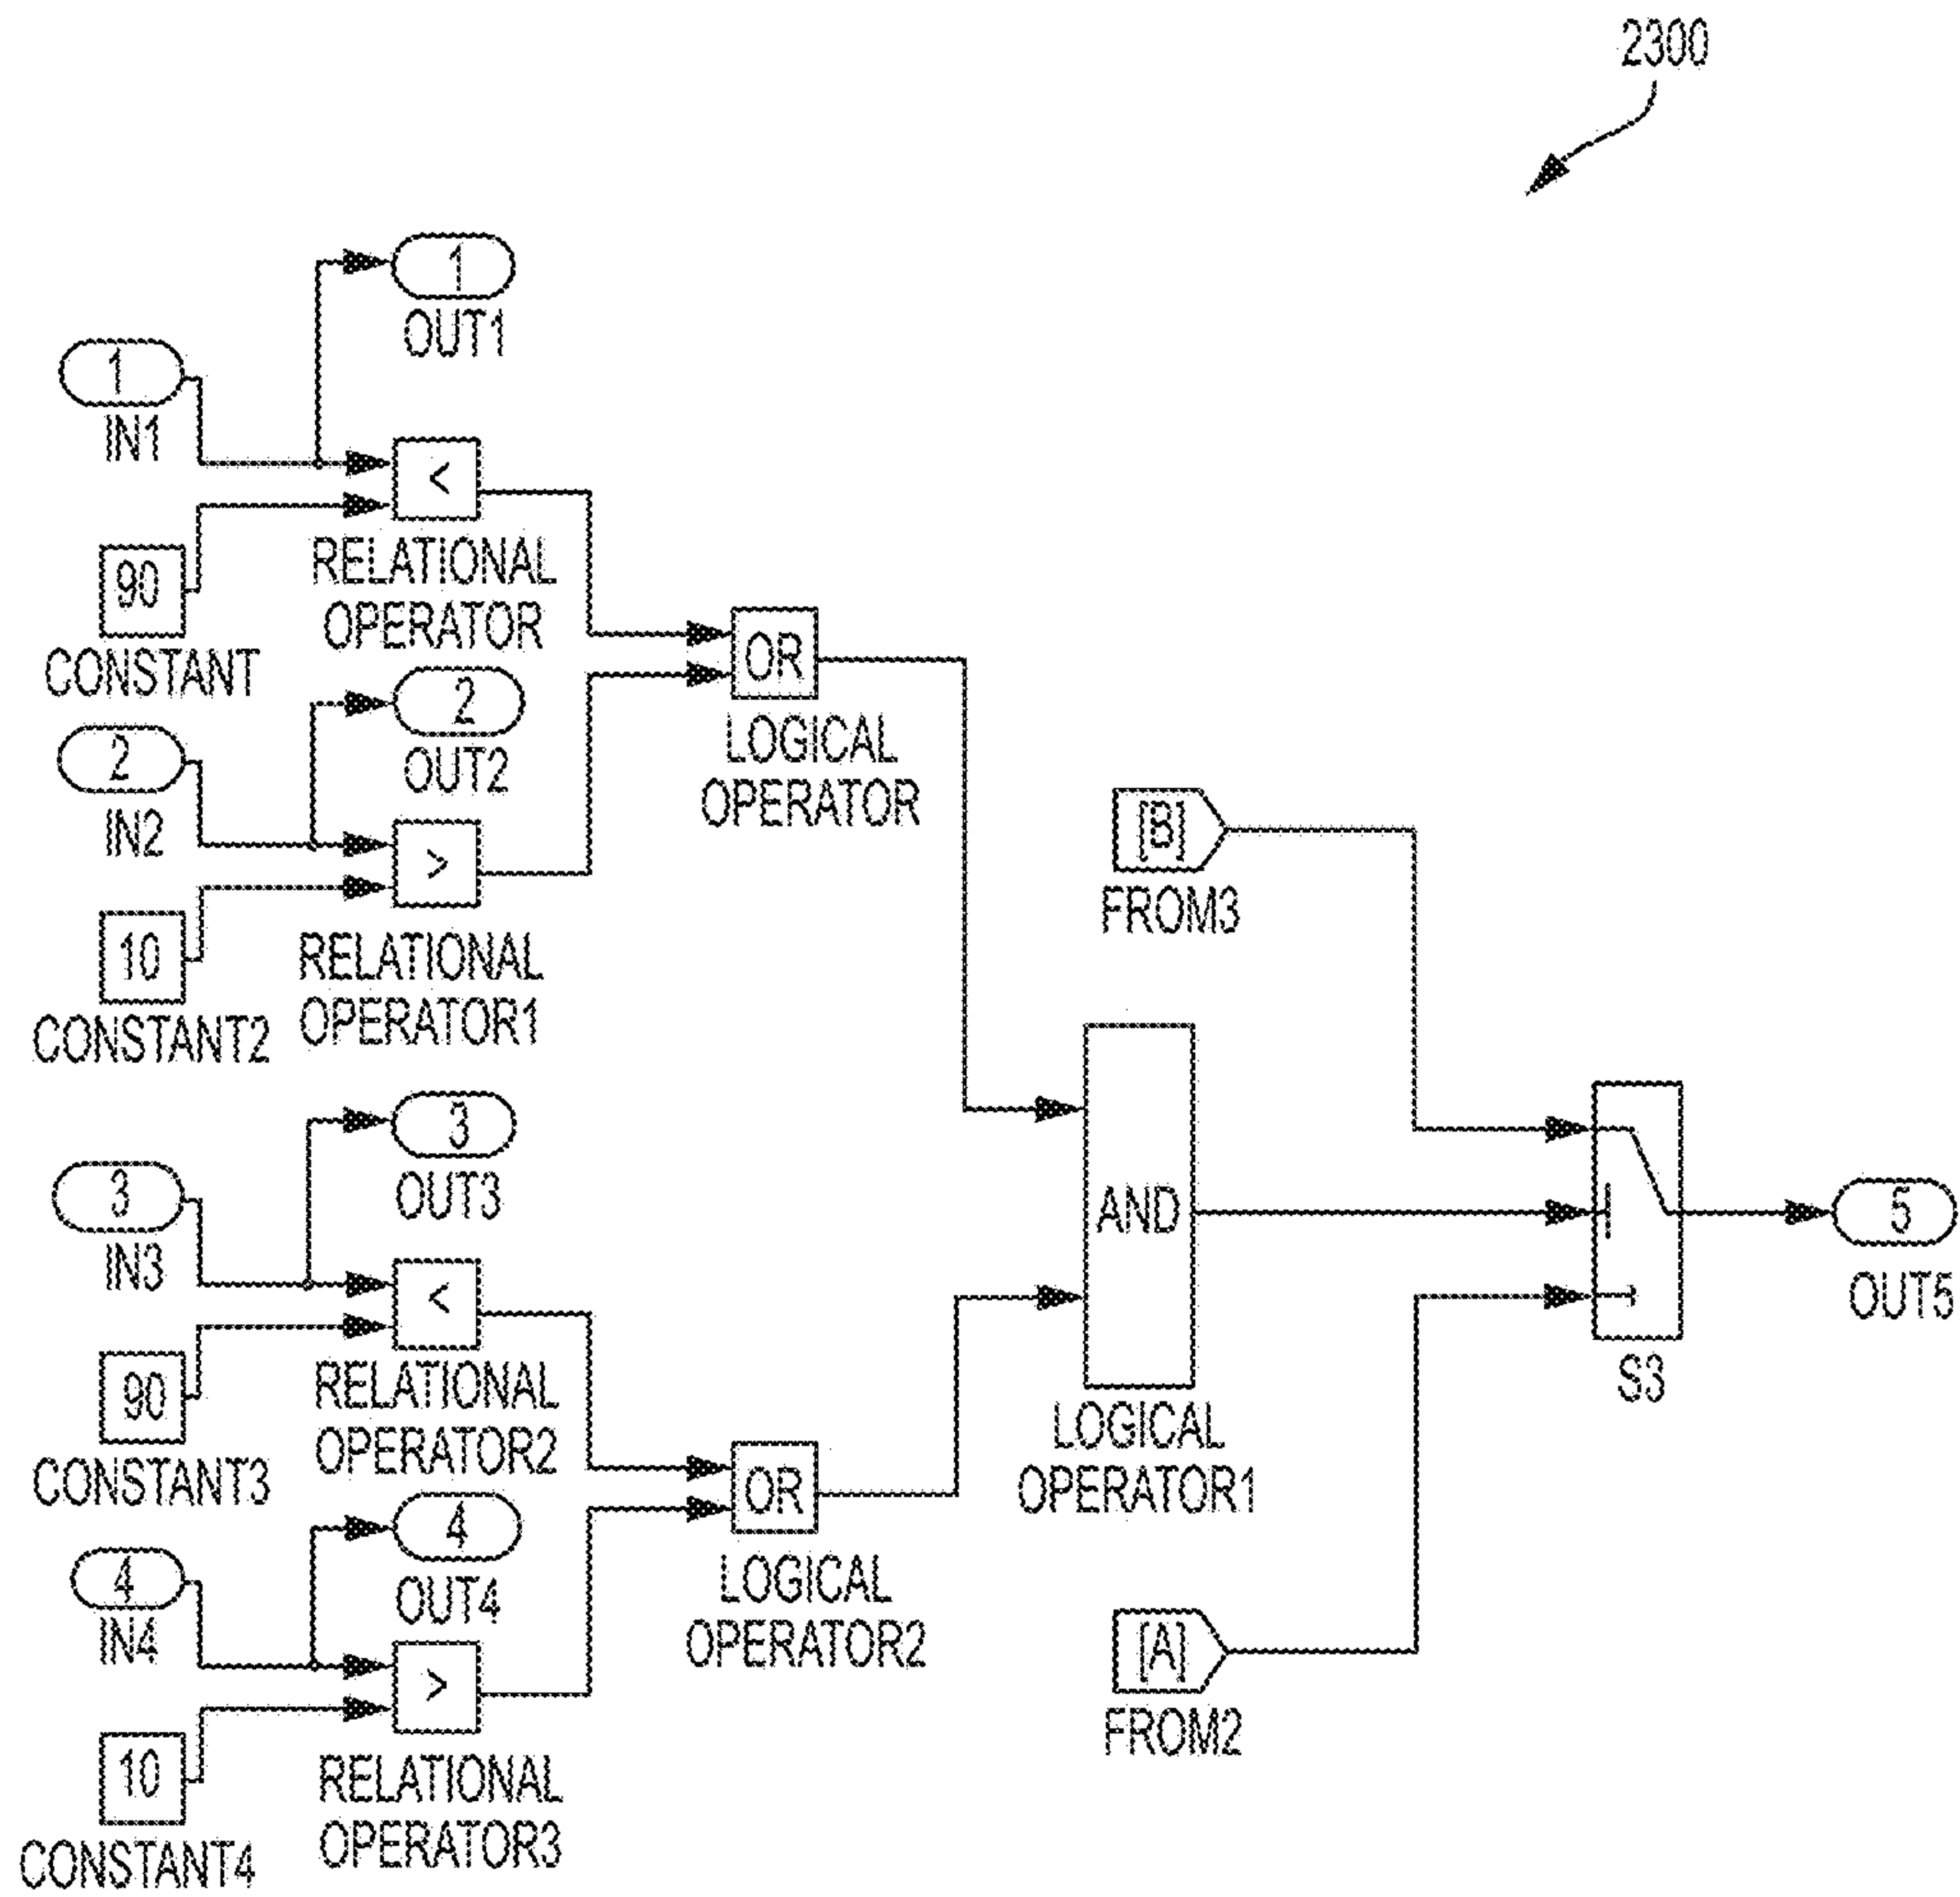 2300
1
OUT1
1
IN1
<
RELATIONAL
OPERATOR
90
CONSTANT
OR
LOGICAL
OPERATOR
2
OUT2
2
IN2
>
RELATIONAL
OPERATOR1
10
CONSTANT2
[B]
FROM3
3
OUT3
3
IN3
<
RELATIONAL
OPERATOR2
90
CONSTANT3
AND
LOGICAL
OPERATOR1
S3
5
OUT5
OR
LOGICAL
OPERATOR2
4
OUT4
4
IN4
>
RELATIONAL
OPERATOR3
10
CONSTANT4
[A]
FROM2